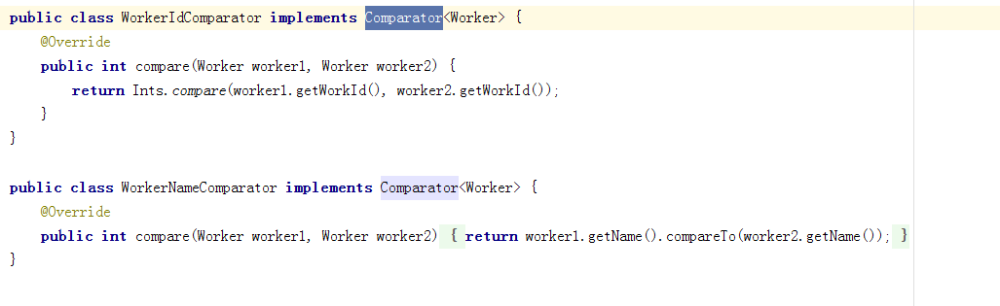 public class WorkerIdComparator implements Comparator<Worker> {
    @Override
    public int compare(Worker worker1, Worker worker2) {
        return Ints.compare(worker1.getWorkId(), worker2.getWorkId());
    }
}
public class WorkerNameComparator implements Comparator<Worker> {
    @Override
    public int compare(Worker worker1, Worker worker2) { return worker1.getName().compareTo(worker2.getName()); }
}